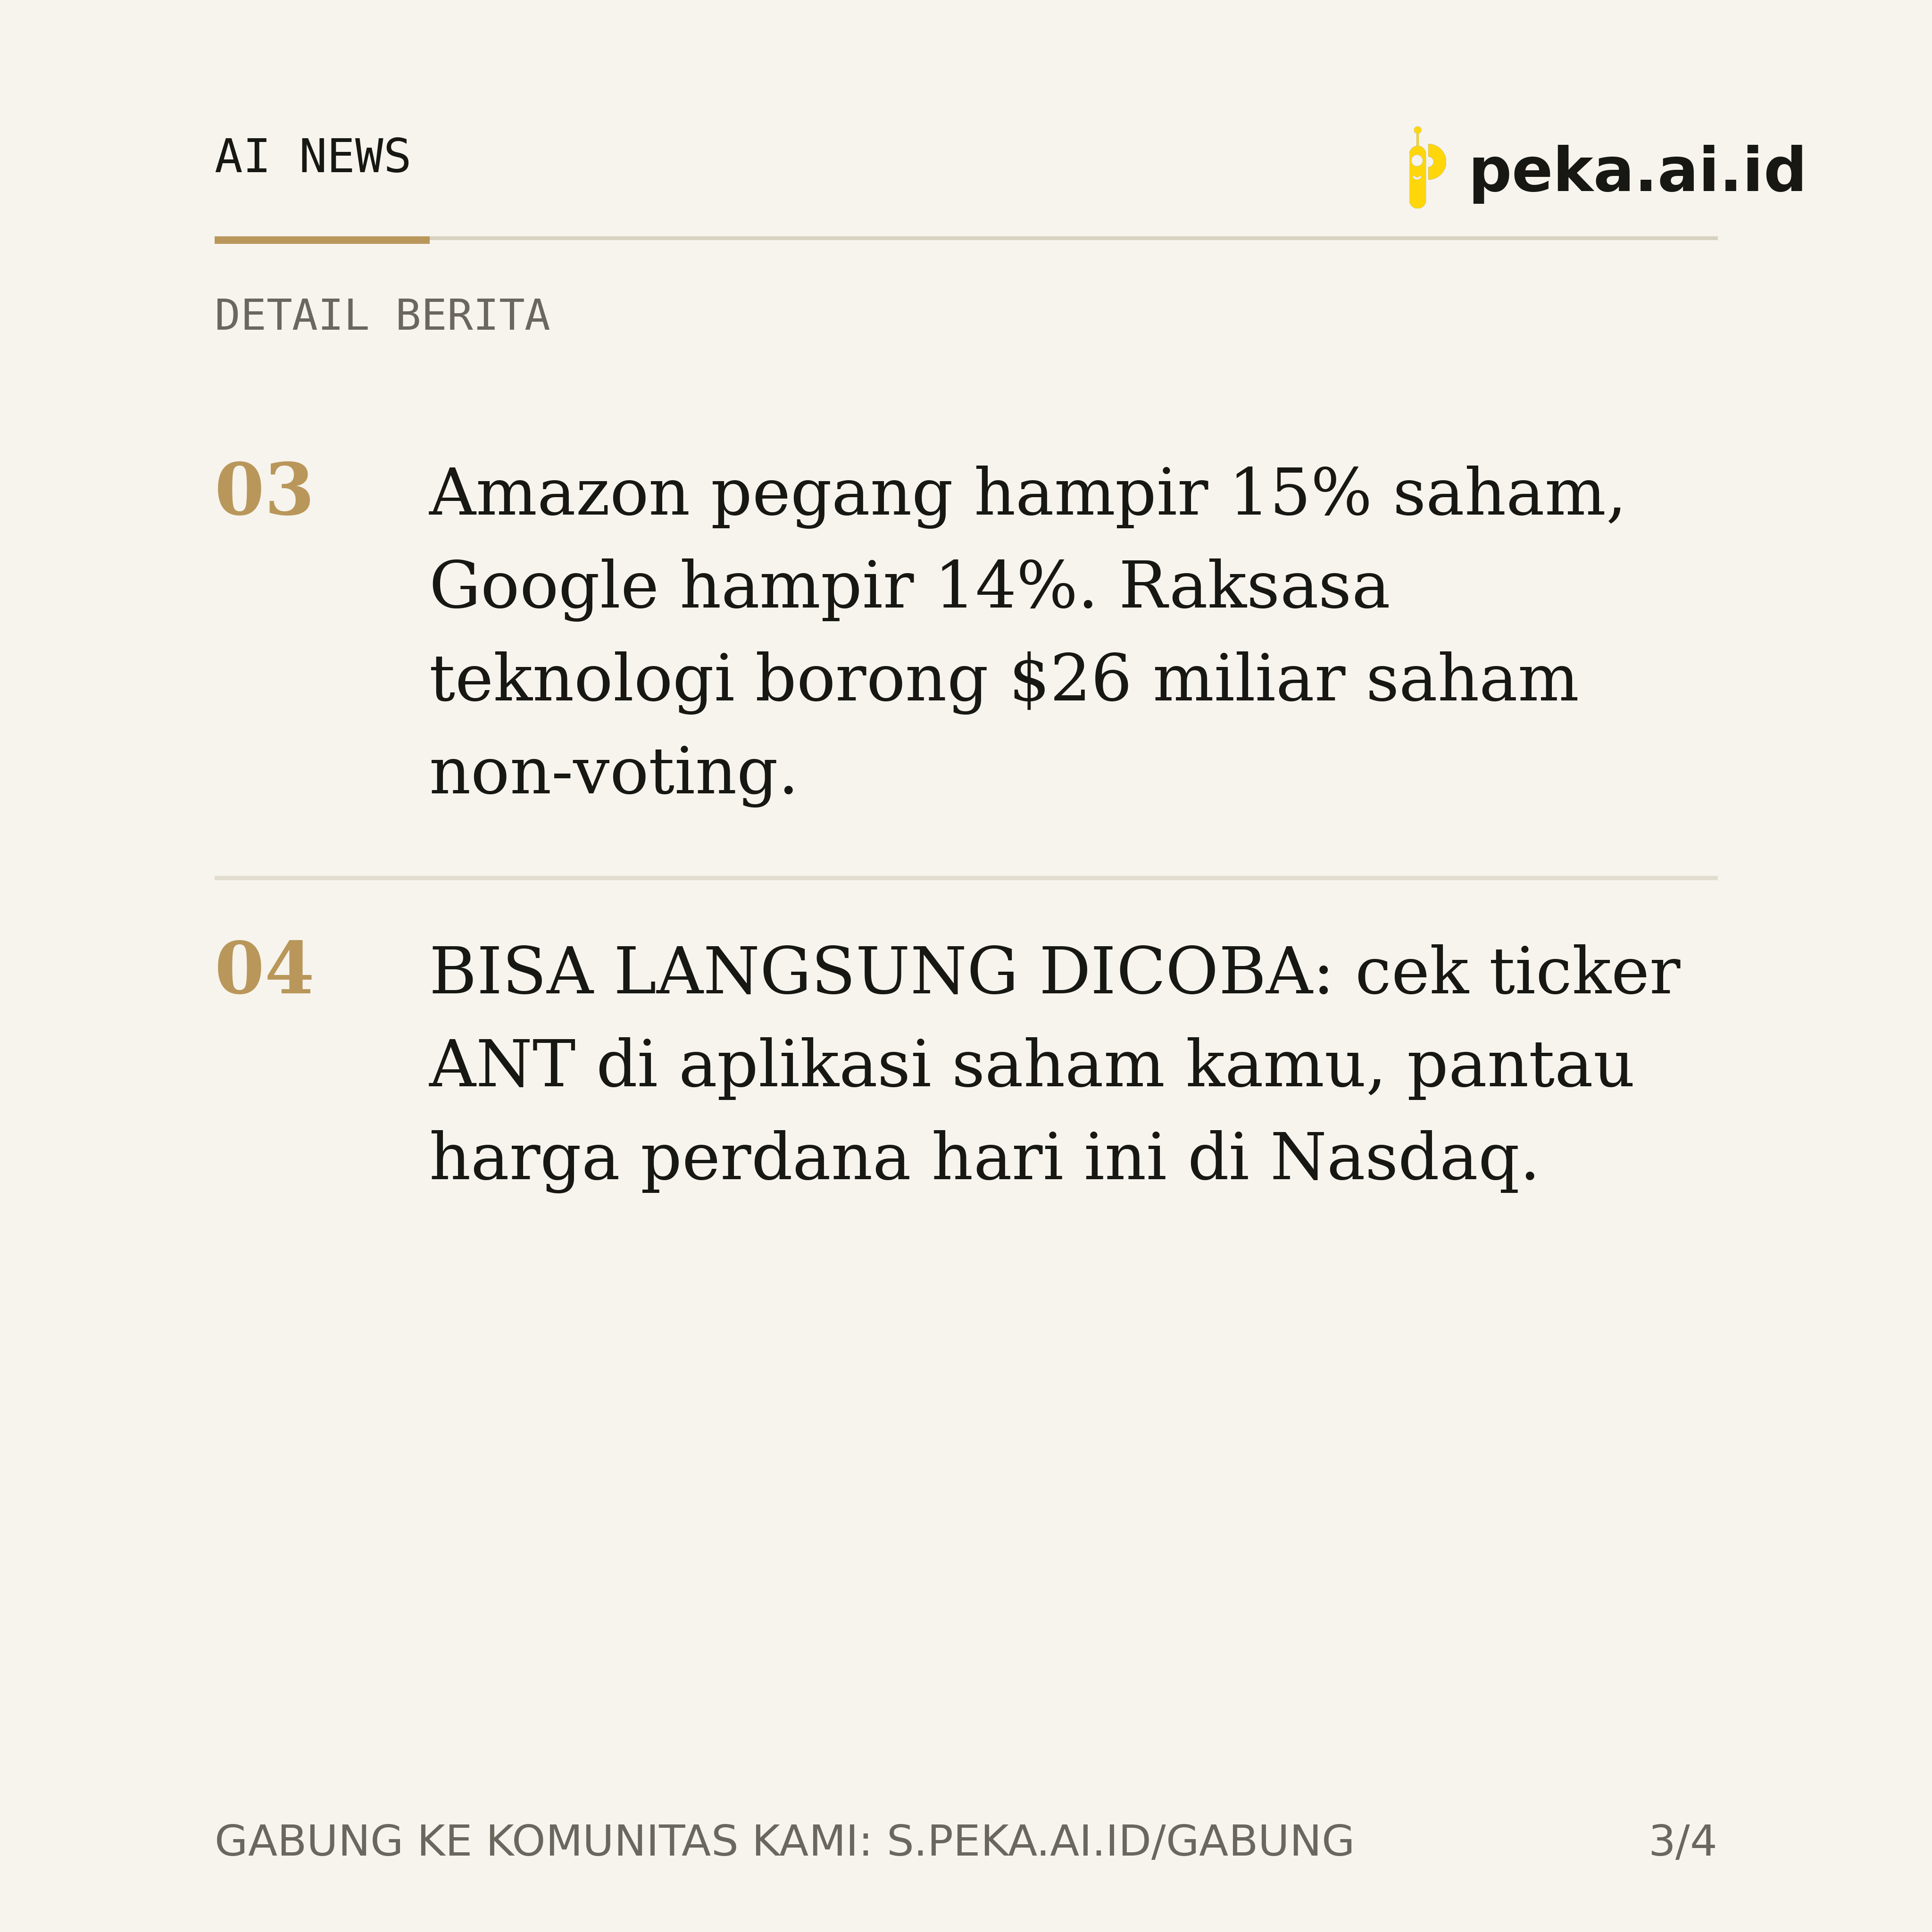 AI NEWS
peka.ai.id
DETAIL BERITA
03
Amazon pegang hampir 15% saham,
Google hampir 14%. Raksasa
teknologi borong $26 miliar saham
non-voting.
04
BISA LANGSUNG DICOBA: cek ticker
ANT di aplikasi saham kamu, pantau
harga perdana hari ini di Nasdaq.
GABUNG KE KOMUNITAS KAMI: S.PEKA.AI.ID/GABUNG
3/4